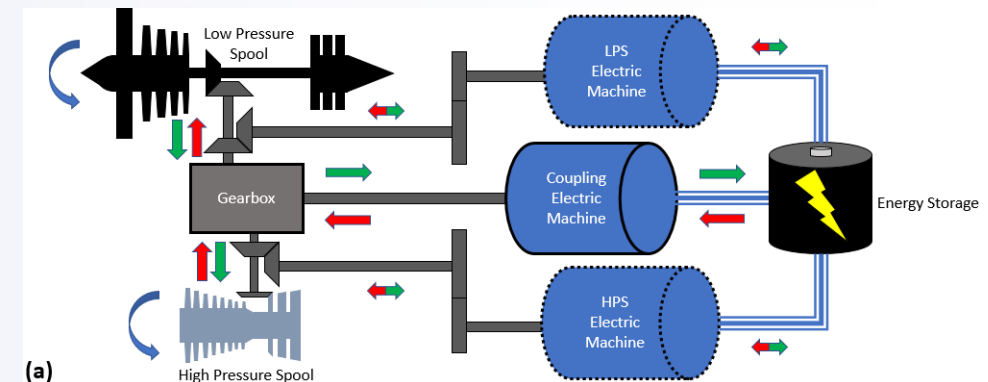 Low Pressure
Spool
LPS
Electric
Machine
Gearbox
Coupling
Electric
Machine
Energy Storage
HPS
Electric
Machine
(a)
High Pressure Spool